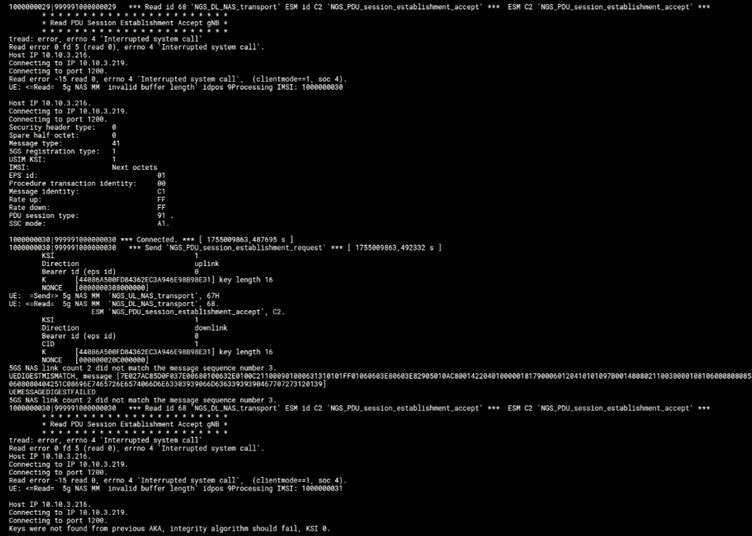 1000000029|999991000000029   *** Read id 68 'NGS_DL_NAS_transport' ESM id C2 'NGS_PDU_session_establishment_accept' ***  ESM C2 'NGS_PDU_session_establishment_accept' ***
* * * * * * * * * * * * * * * * * * * * * * *
* Read PDU Session Establishment Accept gNB *
* * * * * * * * * * * * * * * * * * * * * * *
tread: error, errno 4 'Interrupted system call'
Read error 0 fd 5 (read 0), errno 4 'Interrupted system call'.
Host IP 10.10.3.216.
Connecting to IP 10.10.3.219.
Connecting to port 1200.
Read error -15 read 0, errno 4 'Interrupted system call',  (clientmode==1, soc 4).
UE: <=Read=  5g NAS MM  invalid buffer length' idpos 9Processing IMSI: 1000000030
Host IP 10.10.3.216.
Connecting to IP 10.10.3.219.
Connecting to port 1200.
Security header type:    0
Spare half octet:        0
Message type:            41
5GS registration type:   1
USIM KSI:                1
IMSI:                    Next octets
EPS id:                             01
Procedure transaction identity:     00
Message identity:                   C1
Rate up:                            FF
Rate down:                          FF
PDU session type:                   91 .
SSC mode:                           A1.
1000000030|999991000000030 *** Connected. *** [ 1755009863,487695 s ]
1000000030|999991000000030   *** Send 'NGS_PDU_session_establishment_request' *** [ 1755009863,492332 s ]
KSI                                1
Direction                          uplink
Bearer id (eps id)                 0
K       [44086A500FD84362EC3A946E98B98E31] key length 16
NONCE   [0000000308000000]
UE:  =Send=> 5g NAS MM  'NGS_UL_NAS_transport', 67H
UE: <=Read=  5g NAS MM  'NGS_DL_NAS_transport', 68.
ESM 'NGS_PDU_session_establishment_accept', C2.
KSI                                1
Direction                          downlink
Bearer id (eps id)                 0
CID                                1
K       [44086A500FD84362EC3A946E98B98E31] key length 16
NONCE   [000000020C000000]
5GS NAS link count 2 did not match the message sequence number 3.
UEDIGESTMISMATCH, message
UEMESSAGEDIGESTFAILED
5GS NAS link count 2 did not match the message sequence number 3.
1000000030|999991000000030   *** Read id 68 'NGS_DL_NAS_transport' ESM id C2 'NGS_PDU_session_establishment_accept' ***  ESM C2 'NGS_PDU_session_establishment_accept' ***
* * * * * * * * * * * * * * * * * * * * * * *
* Read PDU Session Establishment Accept gNB *
* * * * * * * * * * * * * * * * * * * * * * *
tread: error, errno 4 'Interrupted system call'
Read error 0 fd 5 (read 0), errno 4 'Interrupted system call'.
Host IP 10.10.3.216.
Connecting to IP 10.10.3.219.
Connecting to port 1200.
Read error -15 read 0, errno 4 'Interrupted system call',  (clientmode==1, soc 4).
UE: <=Read=  5g NAS MM  invalid buffer length' idpos 9Processing IMSI: 1000000031
Host IP 10.10.3.216.
Connecting to IP 10.10.3.219.
Connecting to port 1200.
Keys were not found from previous AKA, integrity algorithm should fail, KSI 0.